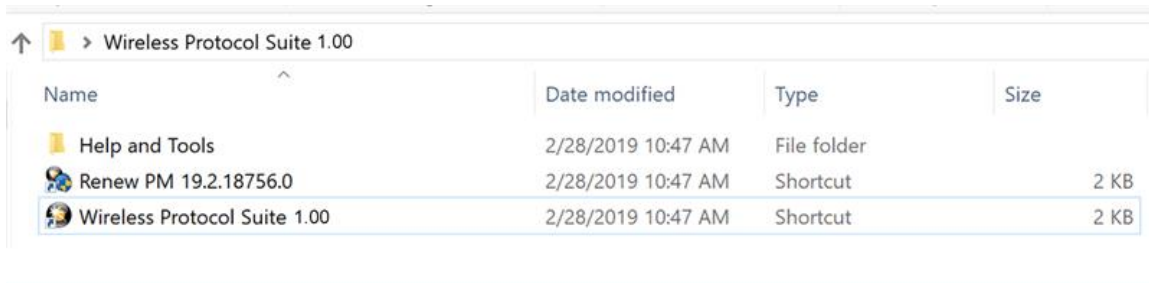 Wireless Protocol Suite 1.00
Name Date modified Type Size
Help and Tools 2/28/2019 10:47 AM File folder
Renew PM 19.2.18756.0 2/28/2019 10:47 AM Shortcut 2 KB
Wireless Protocol Suite 1.00 2/28/2019 10:47 AM Shortcut 2 KB